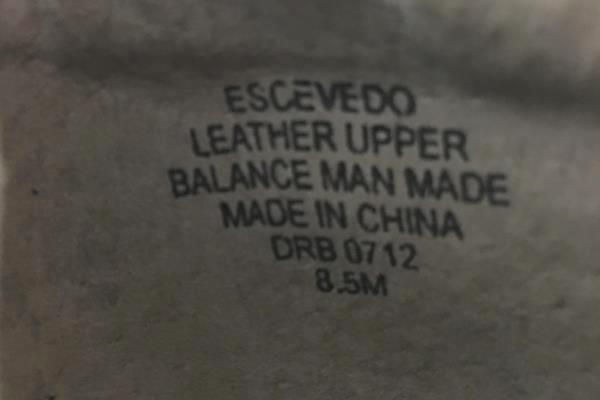 ESCEVEDO
LEATHER UPPER
BALANCE MAN MADE
MADE IN CHINA
DRB 0712
8.5M